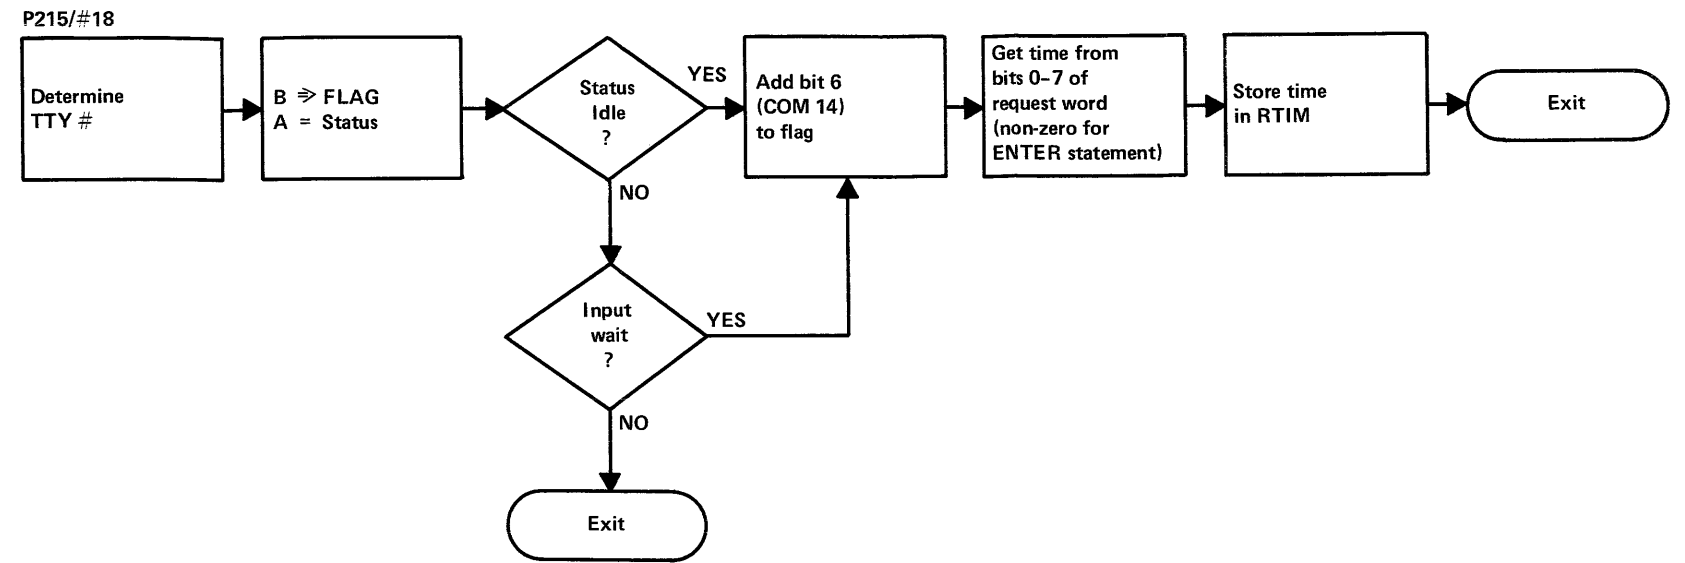 P215/#18
Determine
TTY #
B ⇒ FLAG
A = Status
Status
Idle
?
YES
NO
Add bit 6
(COM 14)
to flag
Get time from
bits 0-7 of
request word
(non-zero for
ENTER statement)
Store time
in RTIM
Exit
Input
wait
?
YES
NO
Exit